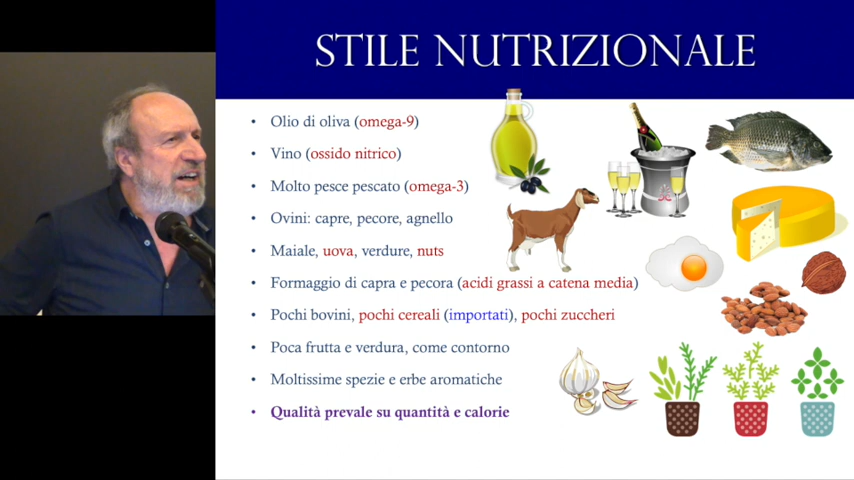 STILE NUTRIZIONALE
• Olio di oliva (omega-9)
• Vino (ossido nitrico)
• Molto pesce pescato (omega-3)
• Ovini: capre, pecore, agnello
• Maiale, uova, verdure, nuts
• Formaggio di capra e pecora (acidi grassi a catena media)
• Pochi bovini, pochi cereali (importati), pochi zuccheri
• Poca frutta e verdura, come contorno
• Moltissime spezie e erbe aromatiche
• Qualità prevale su quantità e calorie